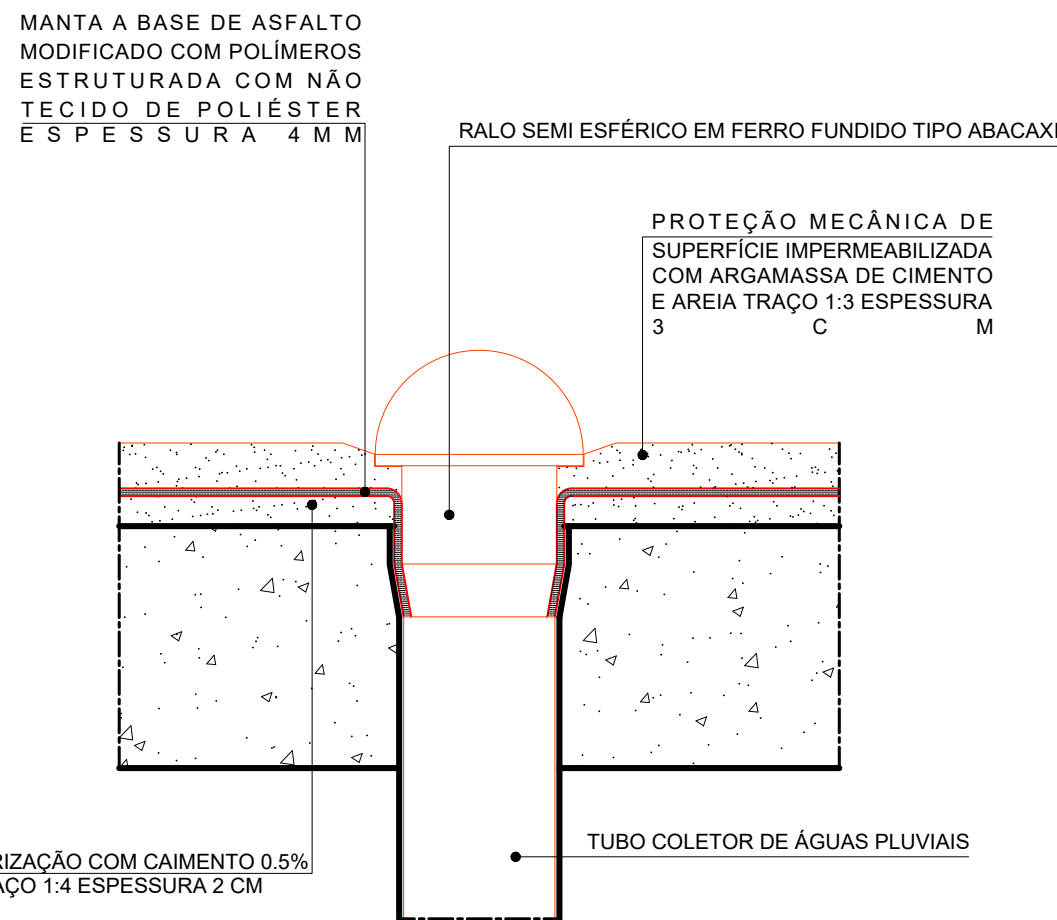 MANTA A BASE DE ASFALTO
MODIFICADO COM POLÍMEROS
ESTRUTURADA COM NÃO
TECIDO DE POLIÉSTER
ESPESSURA 4MM
RALO SEMI ESFÉRICO EM FERRO FUNDIDO TIPO ABACAXI
PROTEÇÃO MECÂNICA DE
SUPERFÍCIE IMPERMEABILIZADA
COM ARGAMASSA DE CIMENTO
E AREIA TRAÇO 1:3 ESPESSURA
3 C M
TUBO COLETOR DE ÁGUAS PLUVIAIS
RIZAÇÃO COM CAIMENTO 0.5%
AÇO 1:4 ESPESSURA 2 CM